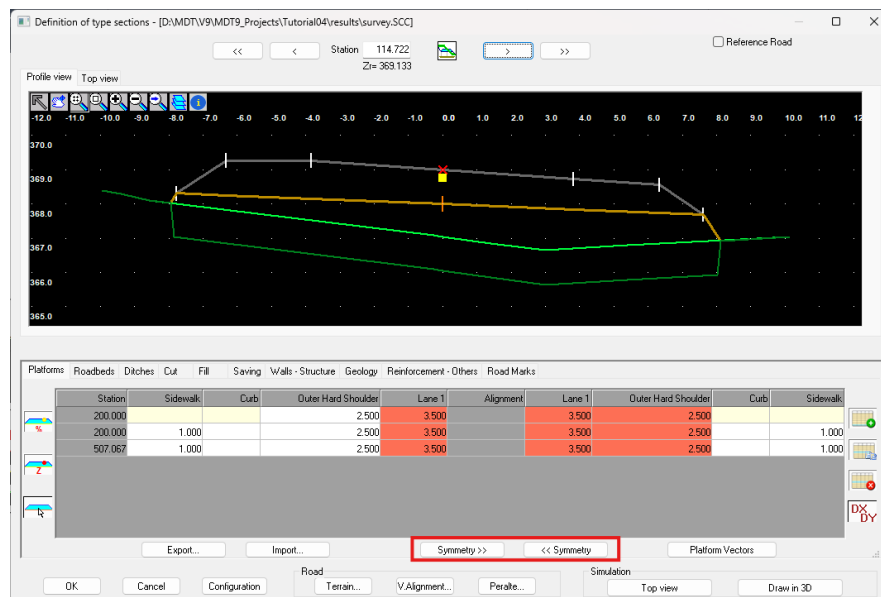 Definition of type sections - [D:\MDT\V9\MDT9_Projects\Tutorial04\results\survey.SCC]
<< < Station 114.722 > >> Reference Road
Zr= 369.133
Profile view Top view
-12.0 -11.0 -10.0 -9.0 -8.0 -7.0 -6.0 -5.0 -4.0 -3.0 -2.0 -1.0 0.0 1.0 2.0 3.0 4.0 5.0 6.0 7.0 8.0 9.0 10.0 11.0 12
370.0
369.0
368.0
367.0
366.0
365.0
Platforms Roadbeds Ditches Cut Fill Saving Walls - Structure Geology Reinforcement - Others Road Marks
Station Sidewalk Curb Outer Hard Shoulder Lane 1 Alignment Lane 1 Outer Hard Shoulder Curb Sidewalk
200.000 2.500 3.500 3.500 2.500
200.000 1.000 2.500 3.500 3.500 2.500 1.000
507.067 1.000 2.500 3.500 3.500 2.500 1.000
%
Z
DX
DY
Export... Import... Symmetry >> << Symmetry Platform Vectors
Road Simulation
OK Cancel Configuration Terrain... V.Alignment... Peralte... Top view Draw in 3D